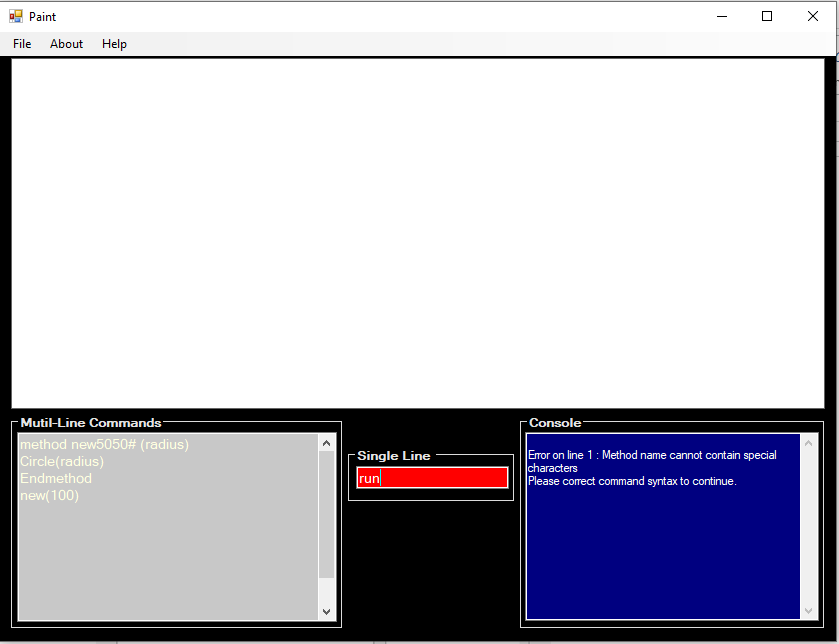 Paint
File About Help
Mutil-Line Commands
method new5050# (radius)
Circle(radius)
Endmethod
new(100)
Single Line
run
Console
Error on line 1 : Method name cannot contain special
characters
Please correct command syntax to continue.